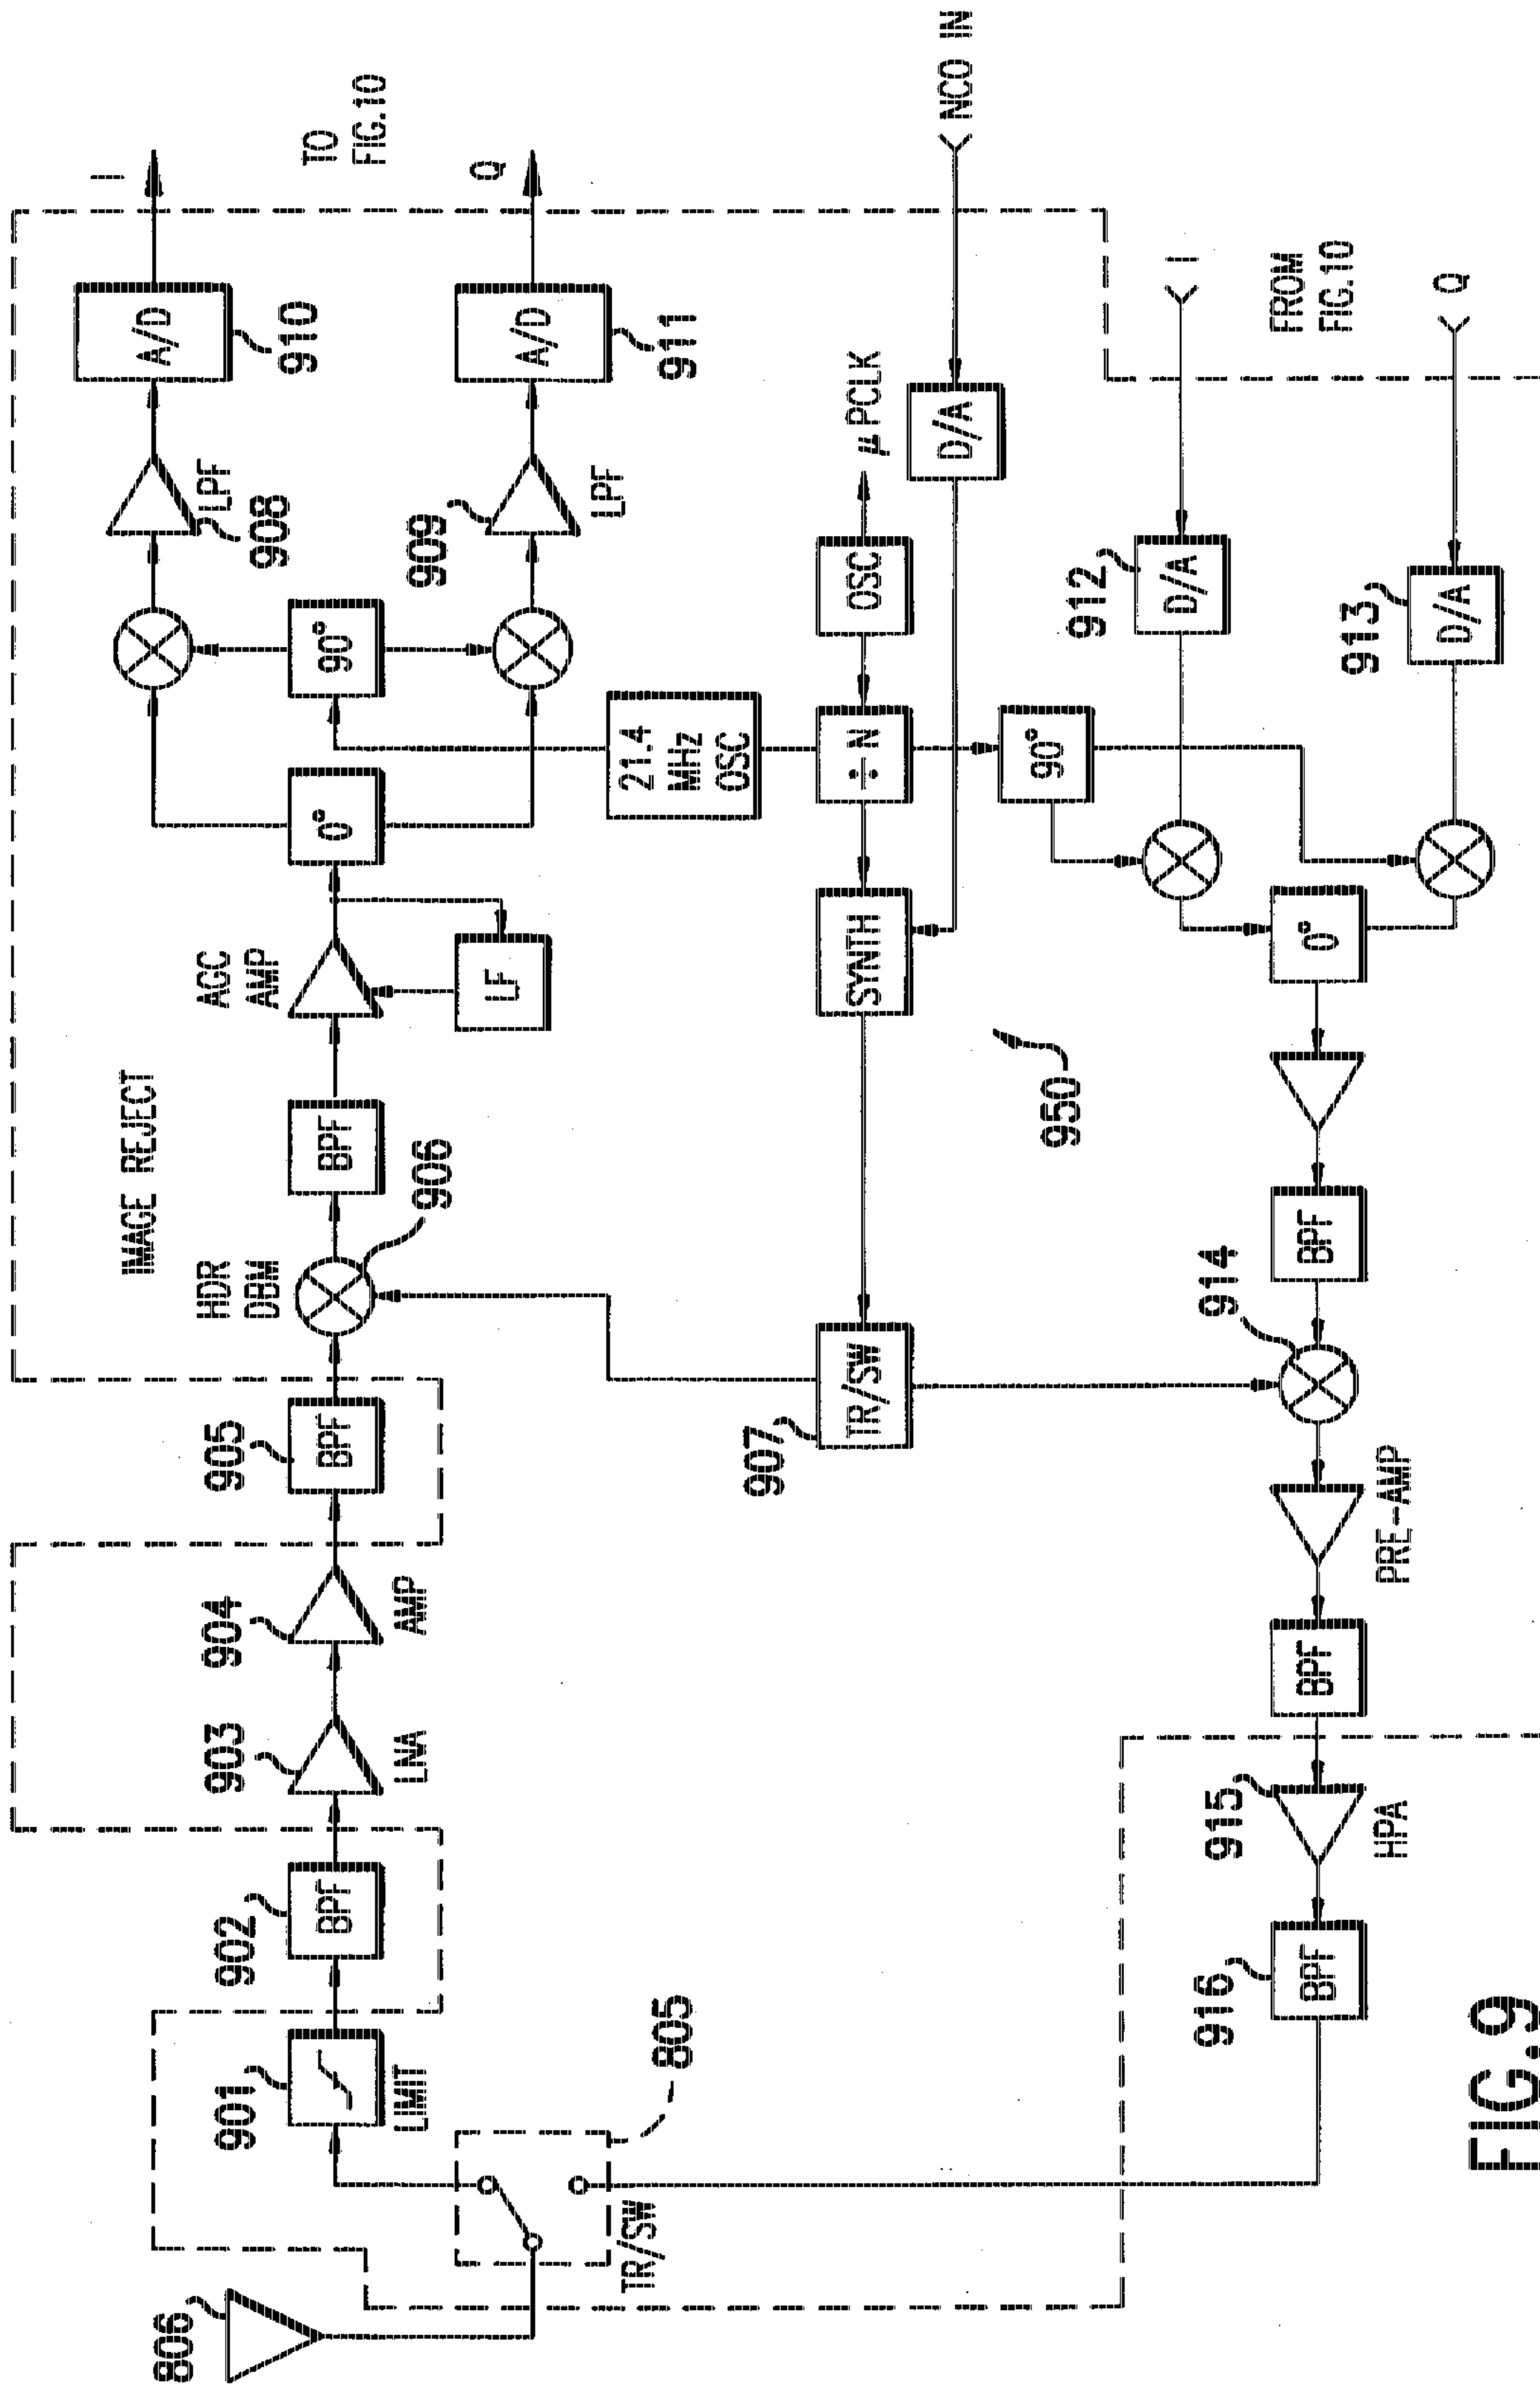 806
805
TR/SW
901
LIMIT
902
BPF
903
LNA
904
AMP
905
BPF
HDR
DBM
906
IMAGE REJECT
BPF
AGC
AMP
LF
0°
90°
LPF
908
909
LPF
A/D
910
A/D
911
I
TO
FIG.10
Q
21.4
MHz
OSC
907
TR/SW
SYNTH
÷ N
OSC
μPCLK
D/A
NCO IN
950
90°
912
D/A
I
FROM
FIG.10
913
D/A
Q
0°
BPF
914
PRE-AMP
BPF
915
HPA
916
BPF
FIG.9